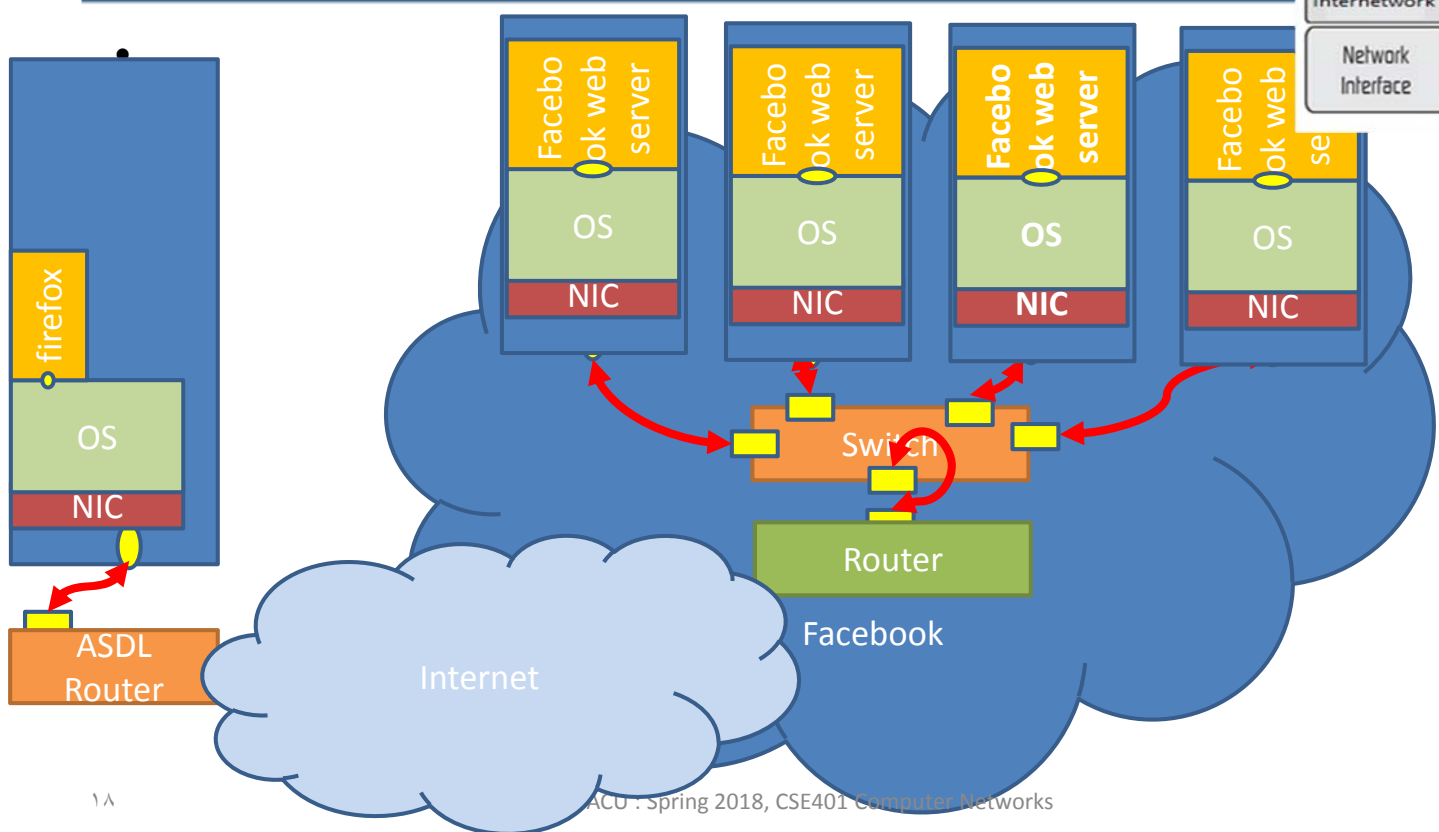 Internetwork
Network
Interface
Facebo
ok web
server
Facebo
ok web
server
Facebo
ok web
server
Facebo
ok web
se
OS
OS
OS
OS
NIC
NIC
NIC
NIC
firefox
OS
NIC
Switch
Router
ASDL
Router
Internet
Facebook
١٨
ACU : Spring 2018, CSE401 Computer Networks